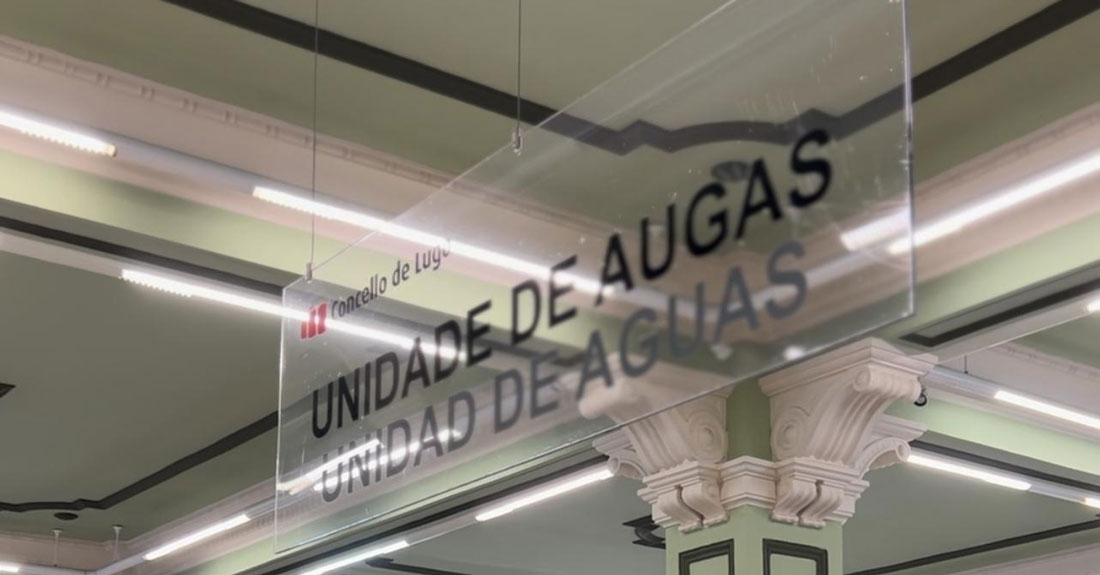 Concello de Lugo
UNIDADE DE AUGAS
UNIDAD DE AGUAS